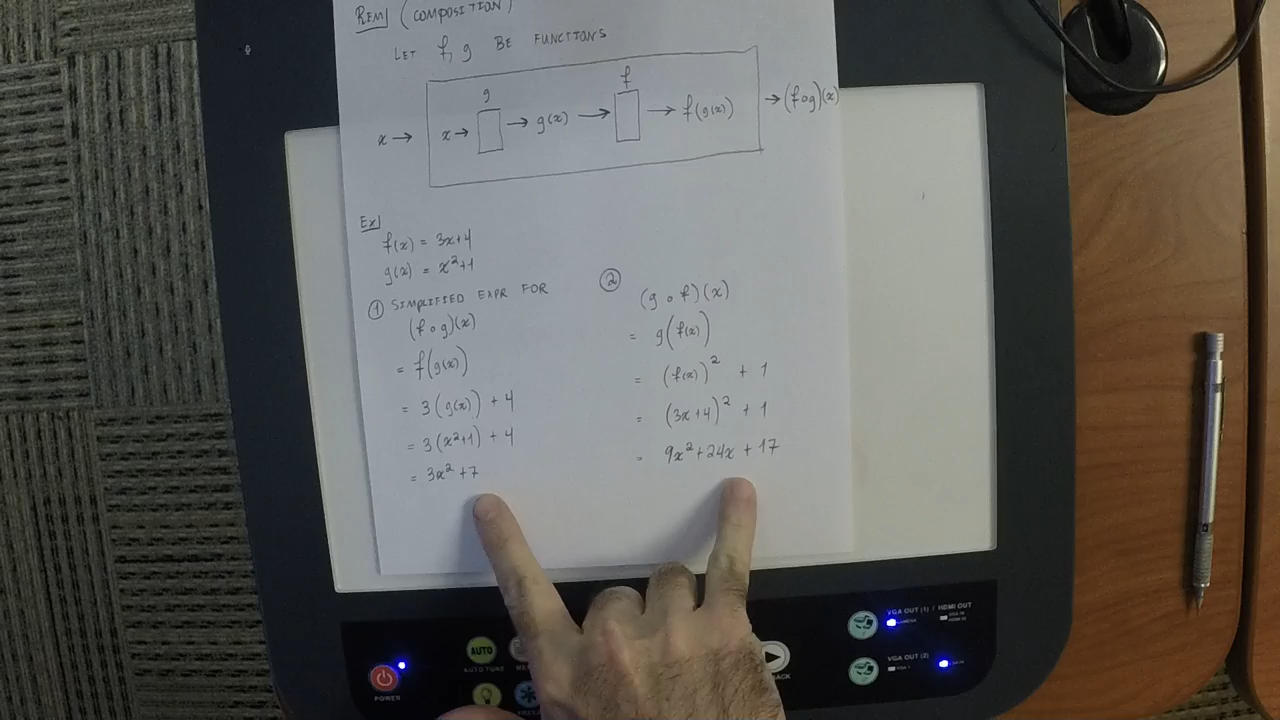 REM (COMPOSITION)
LET f, g BE FUNCTIONS
x → x → g → g(x) → f → f(g(x)) → (f∘g)(x)
Ex
f(x) = 3x+4
g(x) = x²+1
① SIMPLIFIED EXPR FOR
(f∘g)(x)
= f(g(x))
= 3(g(x)) + 4
= 3(x²+1) + 4
= 3x² + 7
②
(g∘f)(x)
= g(f(x))
= (f(x))² + 1
= (3x+4)² + 1
= 9x² + 24x + 17
POWER
AUTO
AUTO TUNE
VGA OUT (1) / HDMI OUT
VGA OUT (2)